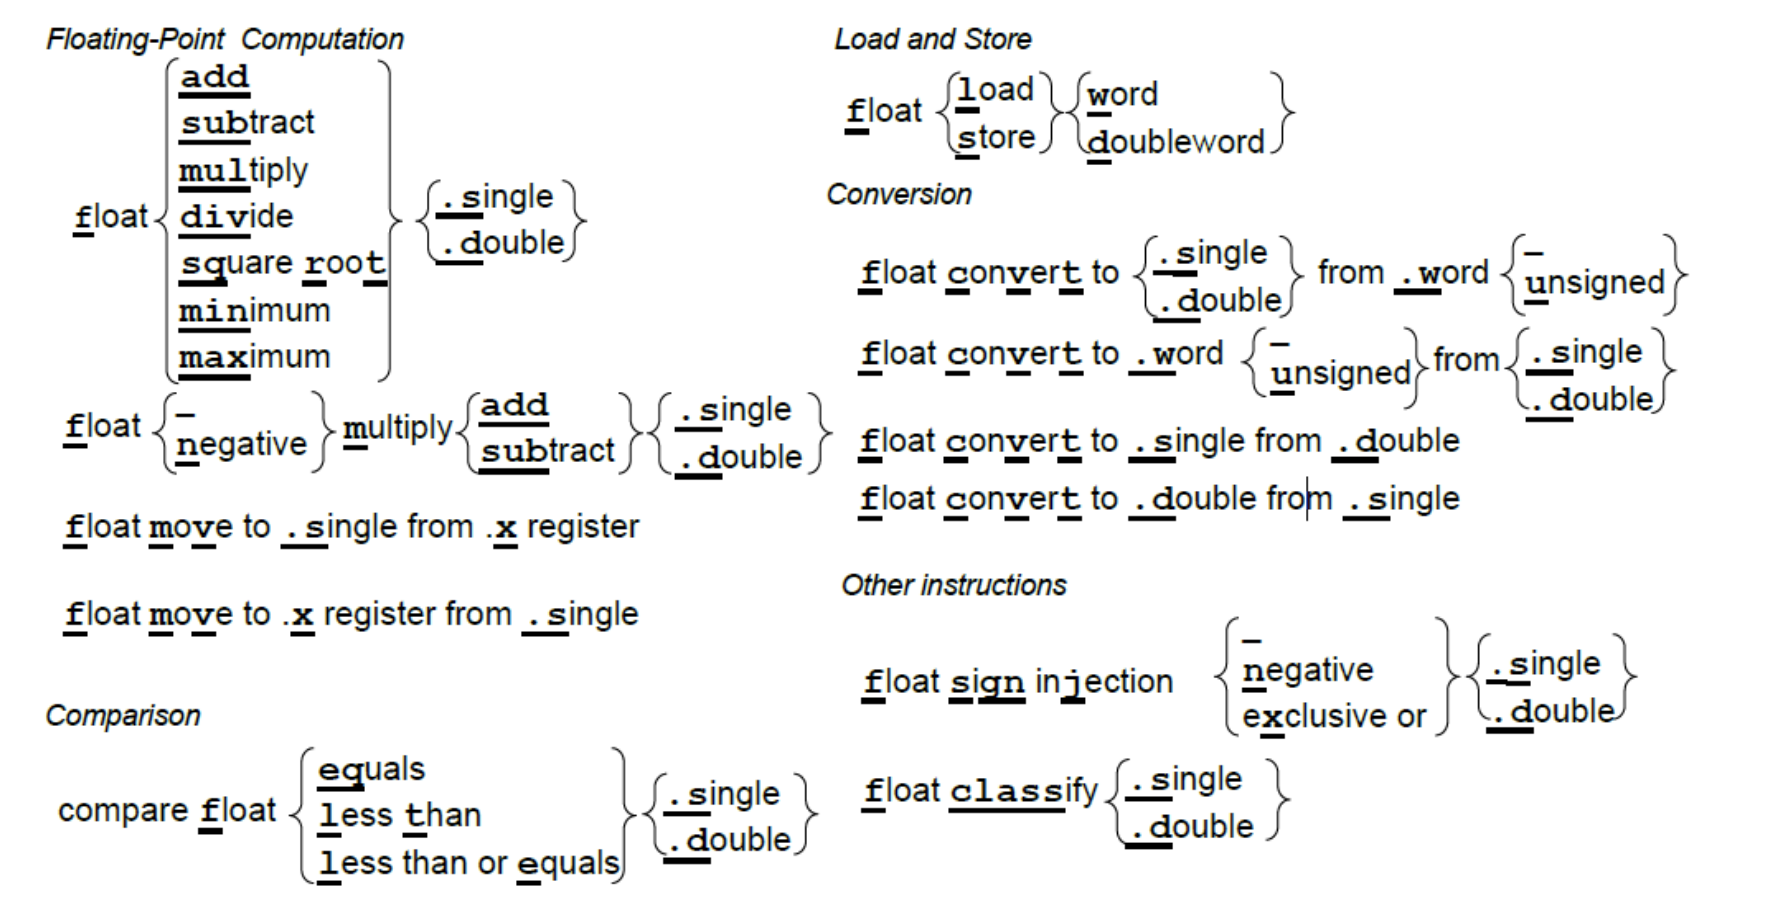 Floating-Point Computation
float
add
subtract
multiply
divide
square root
minimum
maximum
.single
.double
float
–
negative
multiply
add
subtract
.single
.double
float move to .single from .x register
float move to .x register from .single
Comparison
compare float
equals
less than
less than or equals
.single
.double
Load and Store
float
load
store
word
doubleword
Conversion
float convert to
.single
.double
from .word
–
unsigned
float convert to .word
–
unsigned
from
.single
.double
float convert to .single from .double
float convert to .double from .single
Other instructions
float sign injection
–
negative
exclusive or
.single
.double
float classify
.single
.double